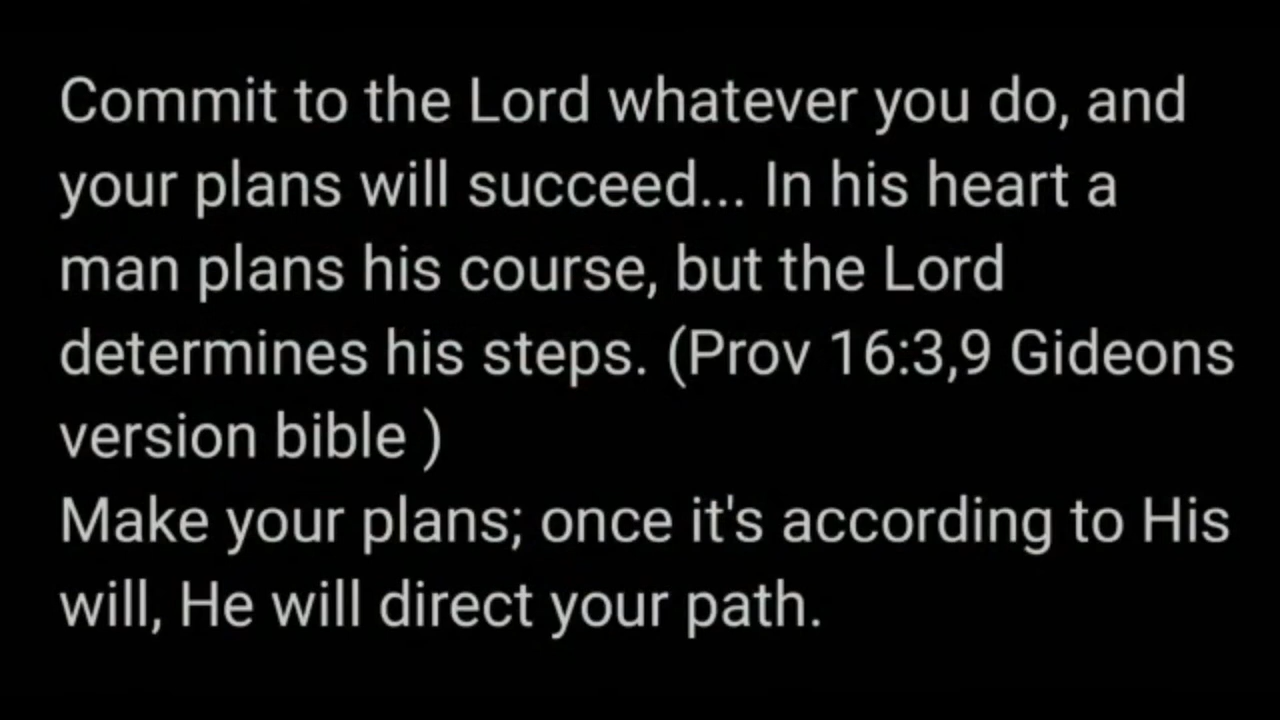 Commit to the Lord whatever you do, and
your plans will succeed... In his heart a
man plans his course, but the Lord
determines his steps. (Prov 16:3,9 Gideons
version bible )
Make your plans; once it's according to His
will, He will direct your path.